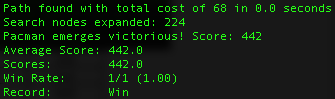 Path found with total cost of 68 in 0.0 seconds
Search nodes expanded: 224
Pacman emerges victorious! Score: 442
Average Score: 442.0
Scores:        442.0
Win Rate:      1/1 (1.00)
Record:        Win